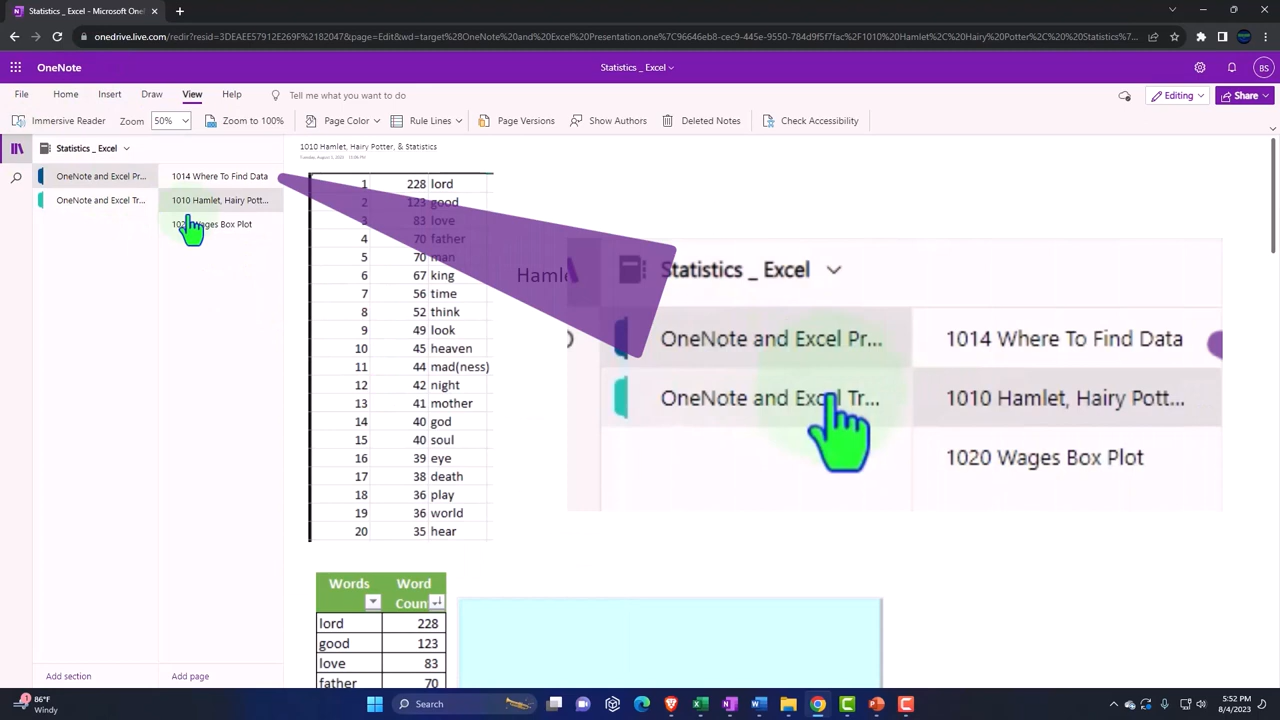 Statistics _ Excel - Microsoft Onel
onedrive.live.com/redir?resid=3DEAEE57912E269F%2182047&page=Edit&wd=target%28OneNote%20and%20Excel%20Presentation.one%7C96646eb8-cec9-445e-9550-784d9f5f7fac%2F1010%20Hamlet%2C%20Hairy%20Potter%2C%20%20Statistics%7...
OneNote
Statistics_Excel
BS
File Home Insert Draw View Help Tell me what you want to do
Editing Share
Immersive Reader Zoom 50% Zoom to 100% Page Color Rule Lines Page Versions Show Authors Deleted Notes Check Accessibility
Statistics _ Excel
OneNote and Excel Pr...
OneNote and Excel Tr...
1014 Where To Find Data
1010 Hamlet, Hairy Pott...
Wages Box Plot
Add section
Add page
1010 Hamlet, Hairy Potter, & Statistics
1 228 lord
2 123 good
3 83 love
4 70 father
5 70 man
6 67 king
7 56 time
8 52 think
9 49 look
10 45 heaven
11 44 mad(ness)
12 42 night
13 41 mother
14 40 god
15 40 soul
16 39 eye
17 38 death
18 36 play
19 36 world
20 35 hear
Statistics _ Excel
OneNote and Excel Pr...
OneNote and Excel Tr...
1014 Where To Find Data
1010 Hamlet, Hairy Pott...
1020 Wages Box Plot
Words Word Coun
lord 228
good 123
love 83
father 70
86°F
Windy
Search
5:52 PM
8/4/2023